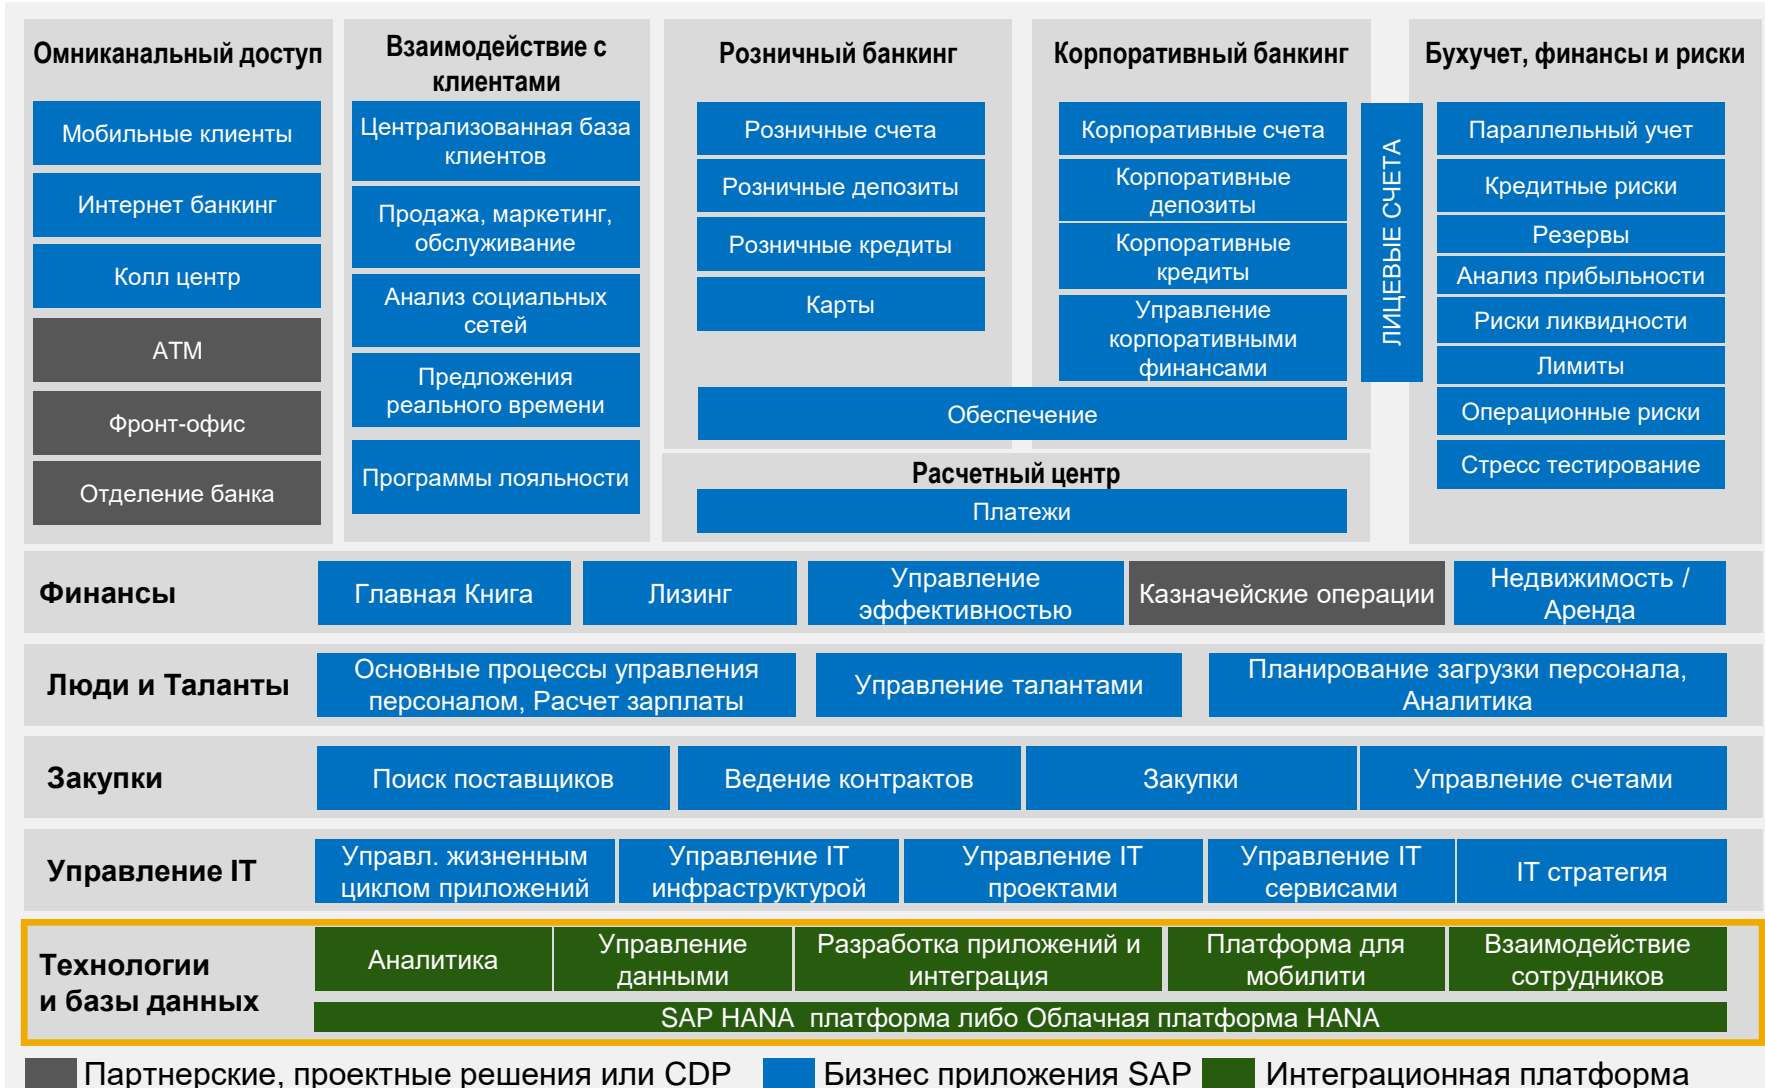 Омниканальный доступ
Мобильные клиенты
Интернет банкинг
Колл центр
ATM
Фронт-офис
Отделение банка
Взаимодействие с
клиентами
Централизованная база
клиентов
Продажа, маркетинг,
обслуживание
Анализ социальных
сетей
Предложения
реального времени
Программы лояльности
Розничный банкинг
Розничные счета
Розничные депозиты
Розничные кредиты
Карты
Корпоративный банкинг
Корпоративные счета
Корпоративные
депозиты
Корпоративные
кредиты
Управление
корпоративными
финансами
Обеспечение
Расчетный центр
Платежи
ЛИЦЕВЫЕ СЧЕТА
Бухучет, финансы и риски
Параллельный учет
Кредитные риски
Резервы
Анализ прибыльности
Риски ликвидности
Лимиты
Операционные риски
Стресс тестирование
Финансы
Главная Книга
Лизинг
Управление
эффективностью
Казначейские операции
Недвижимость /
Аренда
Люди и Таланты
Основные процессы управления
персоналом, Расчет зарплаты
Управление талантами
Планирование загрузки персонала,
Аналитика
Закупки
Поиск поставщиков
Ведение контрактов
Закупки
Управление счетами
Управление IT
Управл. жизненным
циклом приложений
Управление IT
инфраструктурой
Управление IT
проектами
Управление IT
сервисами
IT стратегия
Технологии
и базы данных
Аналитика
Управление
данными
Разработка приложений и
интеграция
Платформа для
мобилити
Взаимодействие
сотрудников
SAP HANA платформа либо Облачная платформа HANA
Партнерские, проектные решения или CDP
Бизнес приложения SAP
Интеграционная платформа